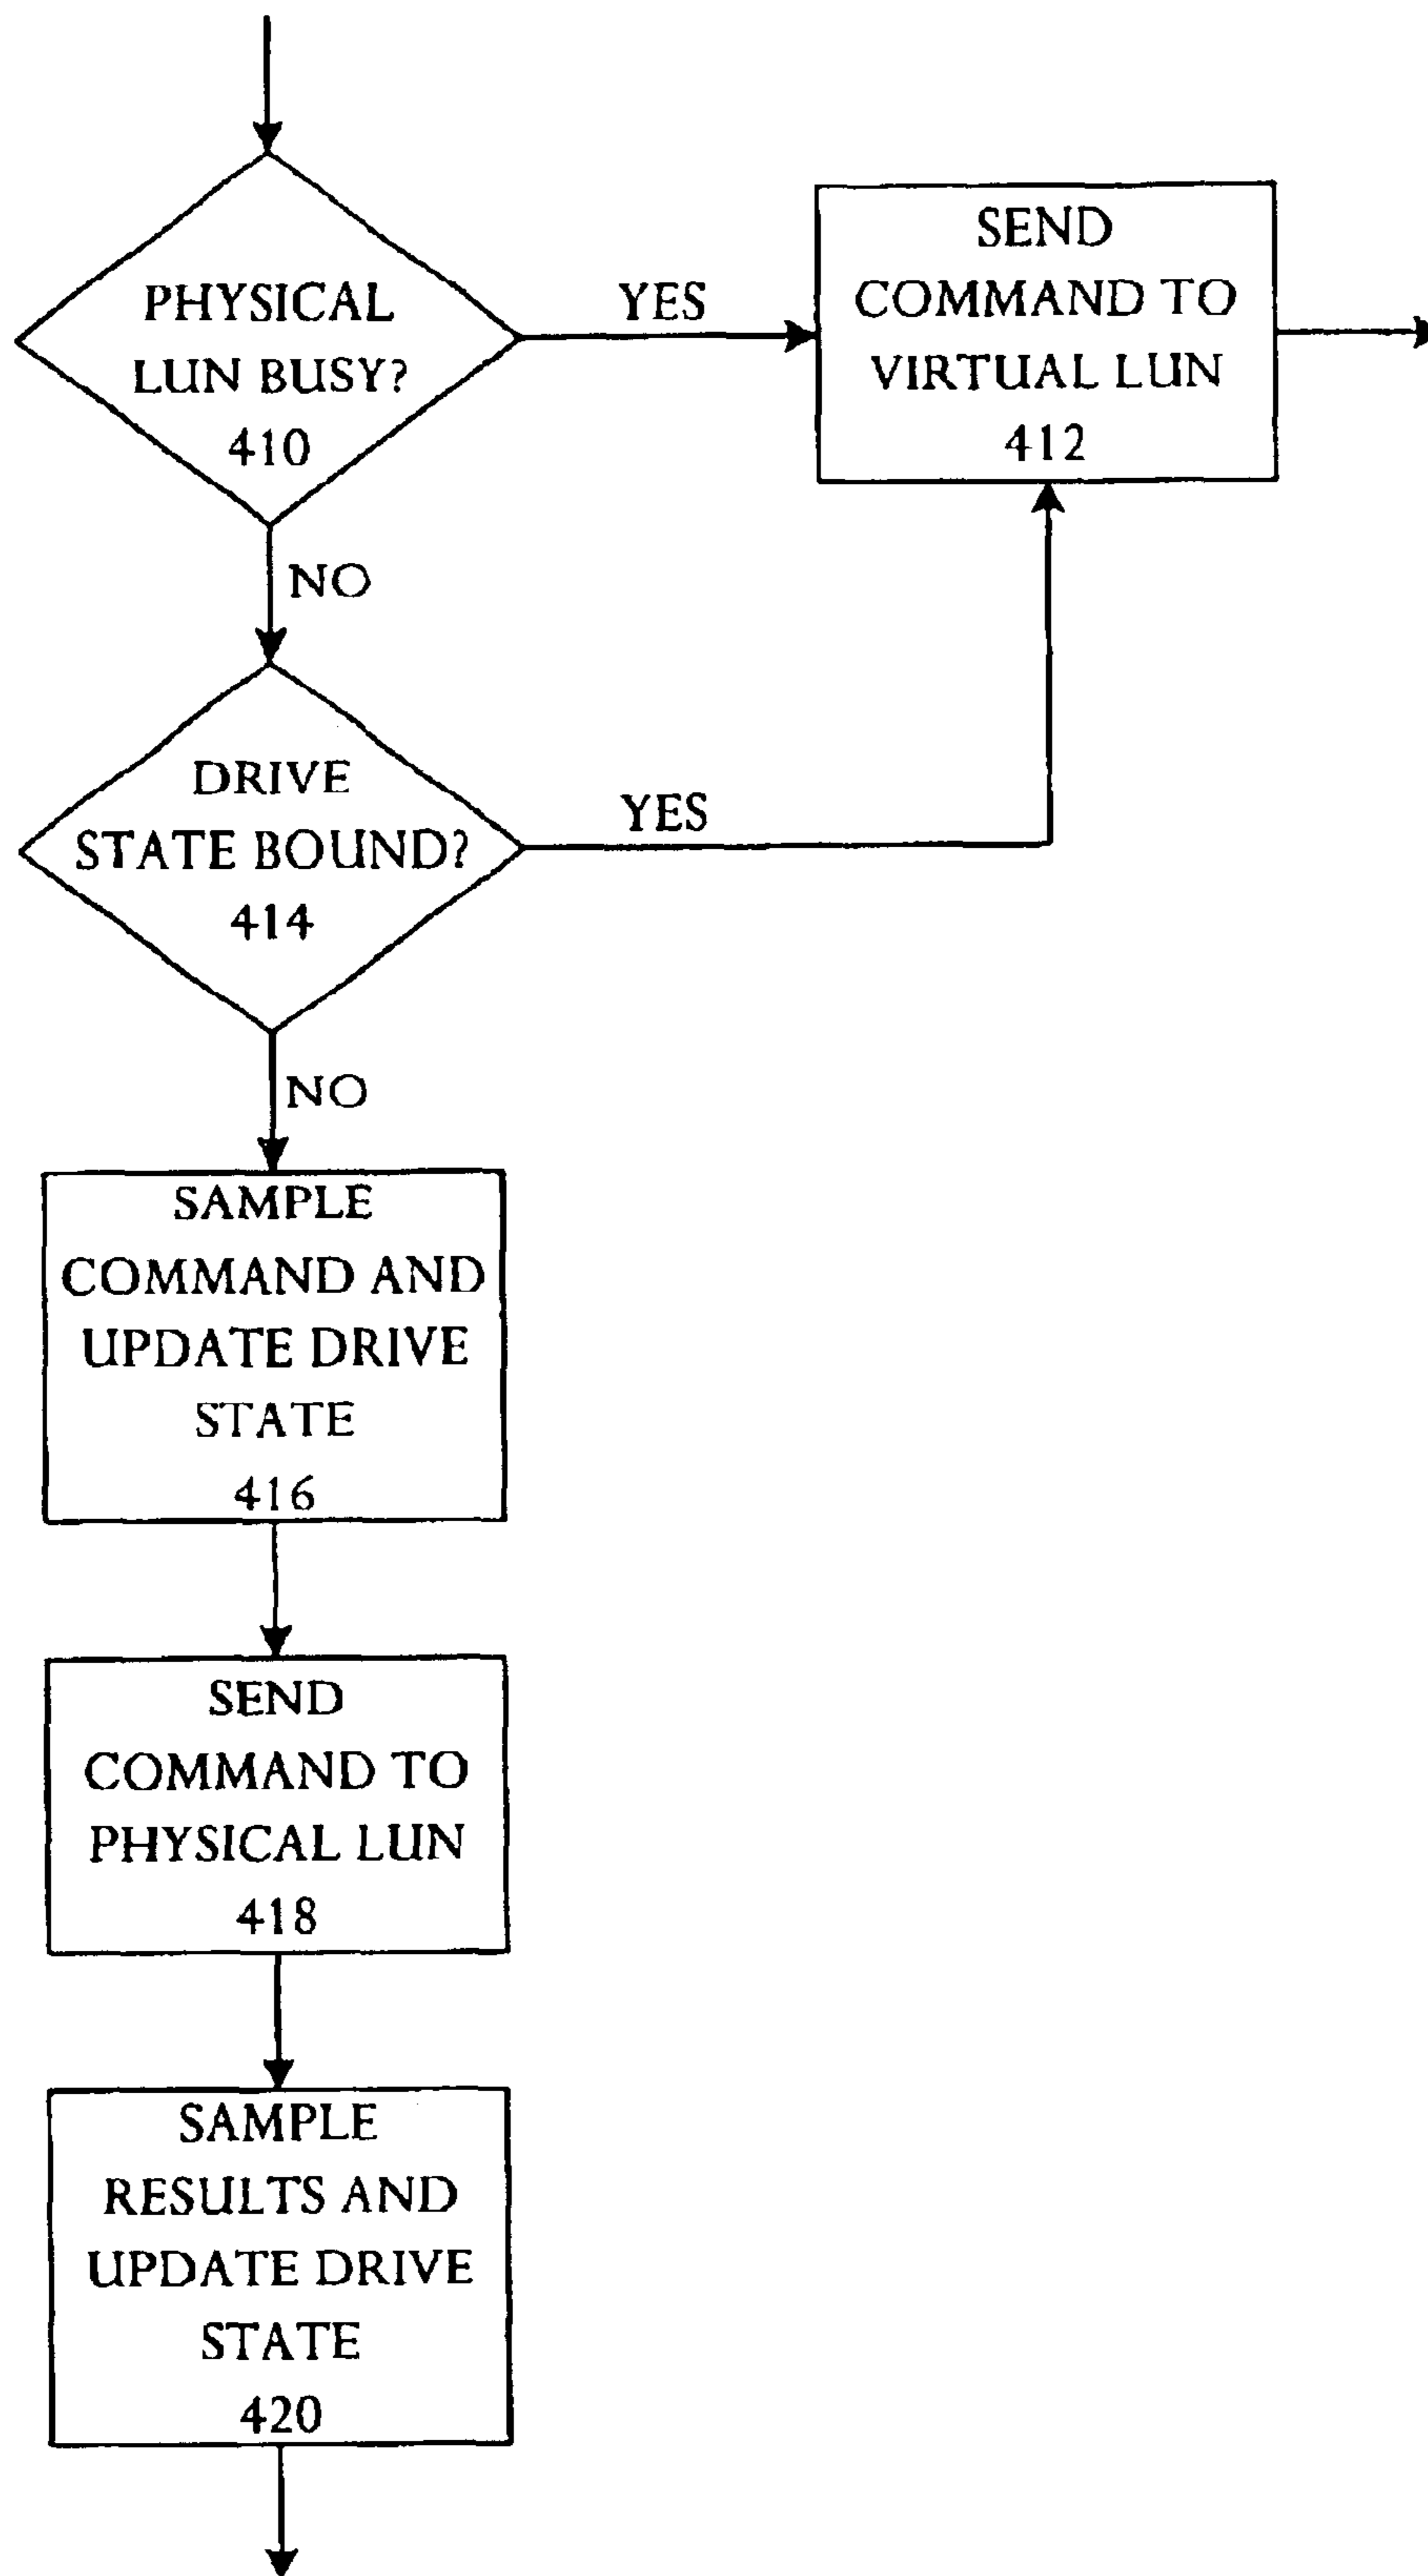 PHYSICAL
LUN BUSY?
410
YES
SEND
COMMAND TO
VIRTUAL LUN
412
NO
DRIVE
STATE BOUND?
414
YES
NO
SAMPLE
COMMAND AND
UPDATE DRIVE
STATE
416
SEND
COMMAND TO
PHYSICAL LUN
418
SAMPLE
RESULTS AND
UPDATE DRIVE
STATE
420